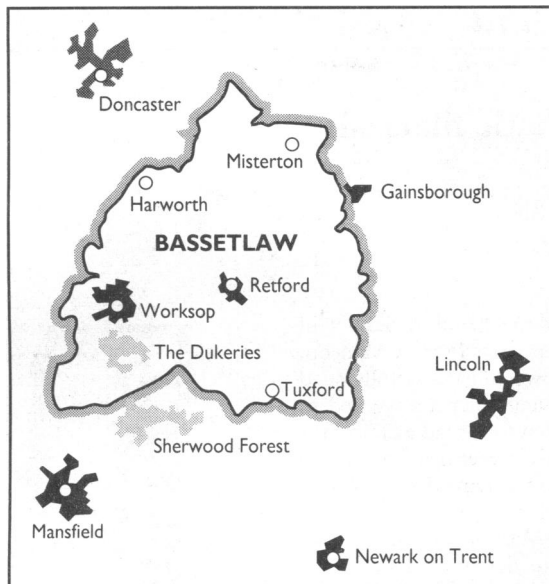 Doncaster
Misterton
Gainsborough
Harworth
BASSETLAW
Retford
Worksop
The Dukeries
Lincoln
Tuxford
Sherwood Forest
Mansfield
Newark on Trent